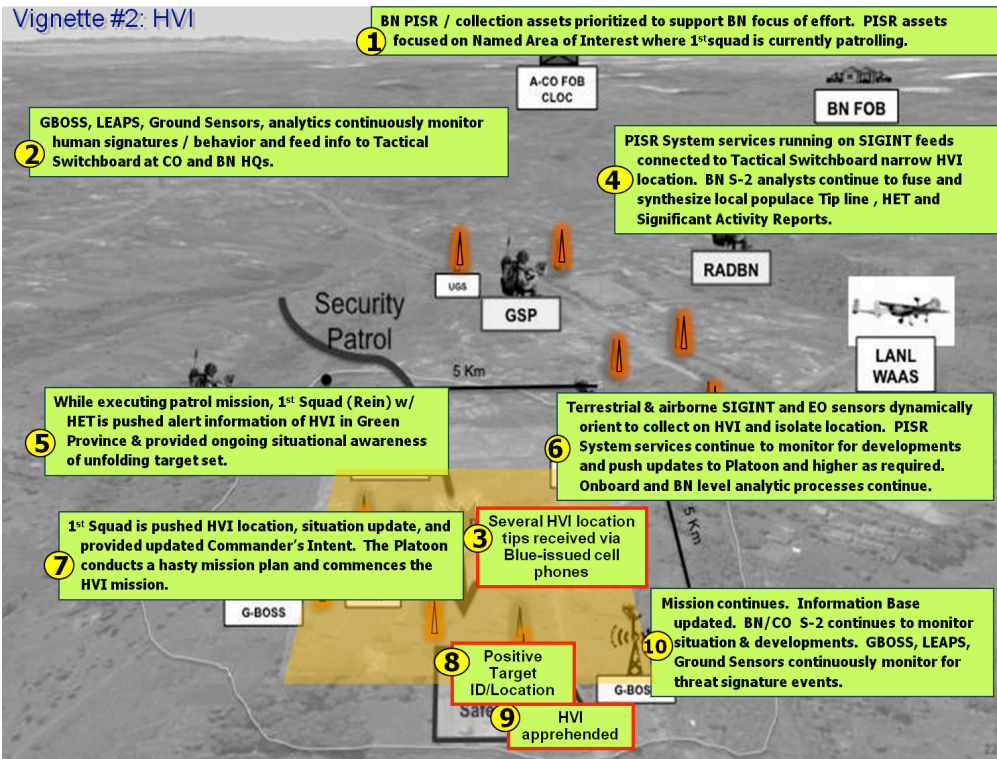 Vignette #2: HVI
1
BN PISR / collection assets prioritized to support BN focus of effort. PISR assets
focused on Named Area of Interest where 1st squad is currently patrolling.
A-CO FOB
CLOC
BN FOB
2
GBOSS, LEAPS, Ground Sensors, analytics continuously monitor
human signatures / behavior and feed info to Tactical
Switchboard at CO and BN HQs.
4
PISR System services running on SIGINT feeds
connected to Tactical Switchboard narrow HVI
location. BN S-2 analysts continue to fuse and
synthesize local populace Tip line , HET and
Significant Activity Reports.
UGS
GSP
RADBN
Security
Patrol
LANL
WAAS
5 Km
5
While executing patrol mission, 1st Squad (Rein) w/
HET is pushed alert information of HVI in Green
Province & provided ongoing situational awareness
of unfolding target set.
6
Terrestrial & airborne SIGINT and EO sensors dynamically
orient to collect on HVI and isolate location. PISR
System services continue to monitor for developments
and push updates to Platoon and higher as required.
Onboard and BN level analytic processes continue.
7
1st Squad is pushed HVI location, situation update, and
provided updated Commander's Intent. The Platoon
conducts a hasty mission plan and commences the
HVI mission.
3
Several HVI location
tips received via
Blue-issued cell
phones
5 Km
G-BOSS
8
Positive
Target
ID/Location
G-BOS
10
Mission continues. Information Base
updated. BN/CO S-2 continues to monitor
situation & developments. GBOSS, LEAPS,
Ground Sensors continuously monitor for
threat signature events.
Safe
9
HVI
apprehended
22